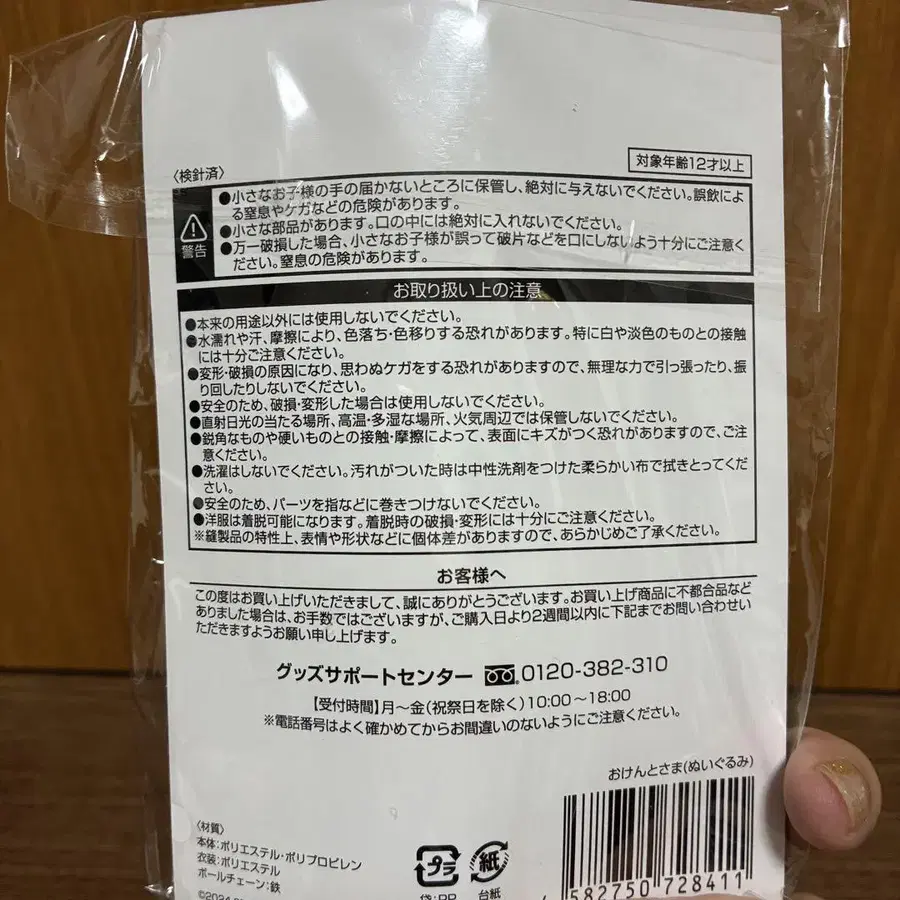 対象年齢12才以上
〈検針済〉
警告
●小さなお子様の手の届かないところに保管し、絶対に与えないでください。誤飲によ
る窒息やケガなどの危険があります。
●小さな部品があります。口の中には絶対に入れないでください。
●万一破損した場合、小さなお子様が誤って破片などを口にしないよう十分にご注意く
ださい。窒息の危険があります。
お取り扱い上の注意
●本来の用途以外には使用しないでください。
●水濡れや汗、摩擦により、色落ち・色移りする恐れがあります。特に白や淡色のものとの接触
には十分ご注意ください。
●変形・破損の原因になり、思わぬケガをする恐れがありますので、無理な力で引っ張ったり、振
り回したりしないでください。
●安全のため、破損・変形した場合は使用しないでください。
●直射日光の当たる場所、高温・多湿な場所、火気周辺では保管しないでください。
●鋭角なものや硬いものとの接触・摩擦によって、表面にキズがつく恐れがありますので、ご注
意ください。
●洗濯はしないでください。汚れがついた時は中性洗剤をつけた柔らかい布で拭きとってくだ
さい。
●安全のため、パーツを指などに巻きつけないでください。
●洋服は着脱可能になります。着脱時の破損・変形には十分にご注意ください。
※縫製品の特性上、表情や形状などに個体差がありますので、あらかじめご了承ください。
お客様へ
この度はお買い上げいただきまして、誠にありがとうございます。お買い上げ商品に不都合品など
ありました場合は、お手数ではございますが、ご購入日より2週間以内に下記までお問い合わせい
ただきますようお願い申し上げます。
グッズサポートセンター 0120-382-310
【受付時間】月〜金(祝祭日を除く)10:00〜18:00
※電話番号はよく確かめてからお間違いのないようにご注意ください。
おけんとさま(ぬいぐるみ)
〈材質〉
本体:ポリエステル・ポリプロピレン
衣装:ポリエステル
ボールチェーン:鉄
©2024
プラ
袋:PP
紙
台紙
582750 728411